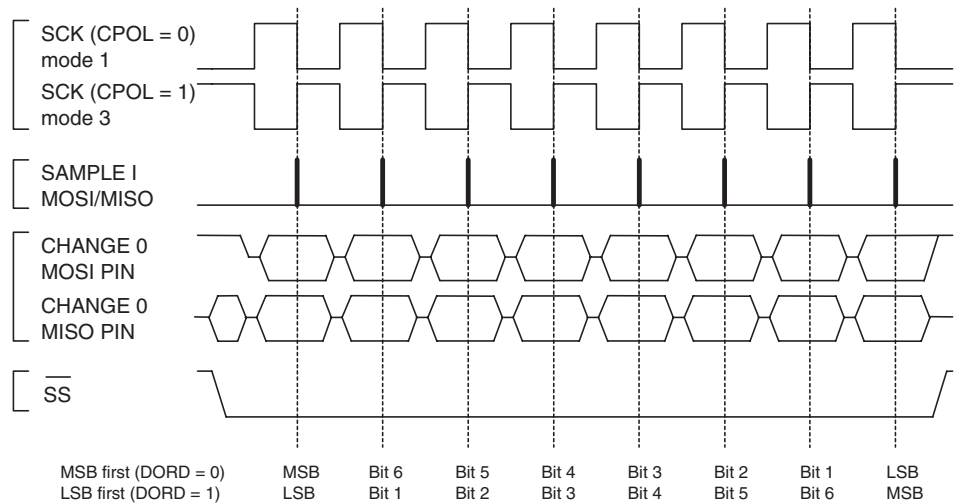 SCK (CPOL = 0)
mode 1
SCK (CPOL = 1)
mode 3
SAMPLE I
MOSI/MISO
CHANGE 0
MOSI PIN
CHANGE 0
MISO PIN
SS
MSB first (DORD = 0) MSB Bit 6 Bit 5 Bit 4 Bit 3 Bit 2 Bit 1 LSB
LSB first (DORD = 1) LSB Bit 1 Bit 2 Bit 3 Bit 4 Bit 5 Bit 6 MSB